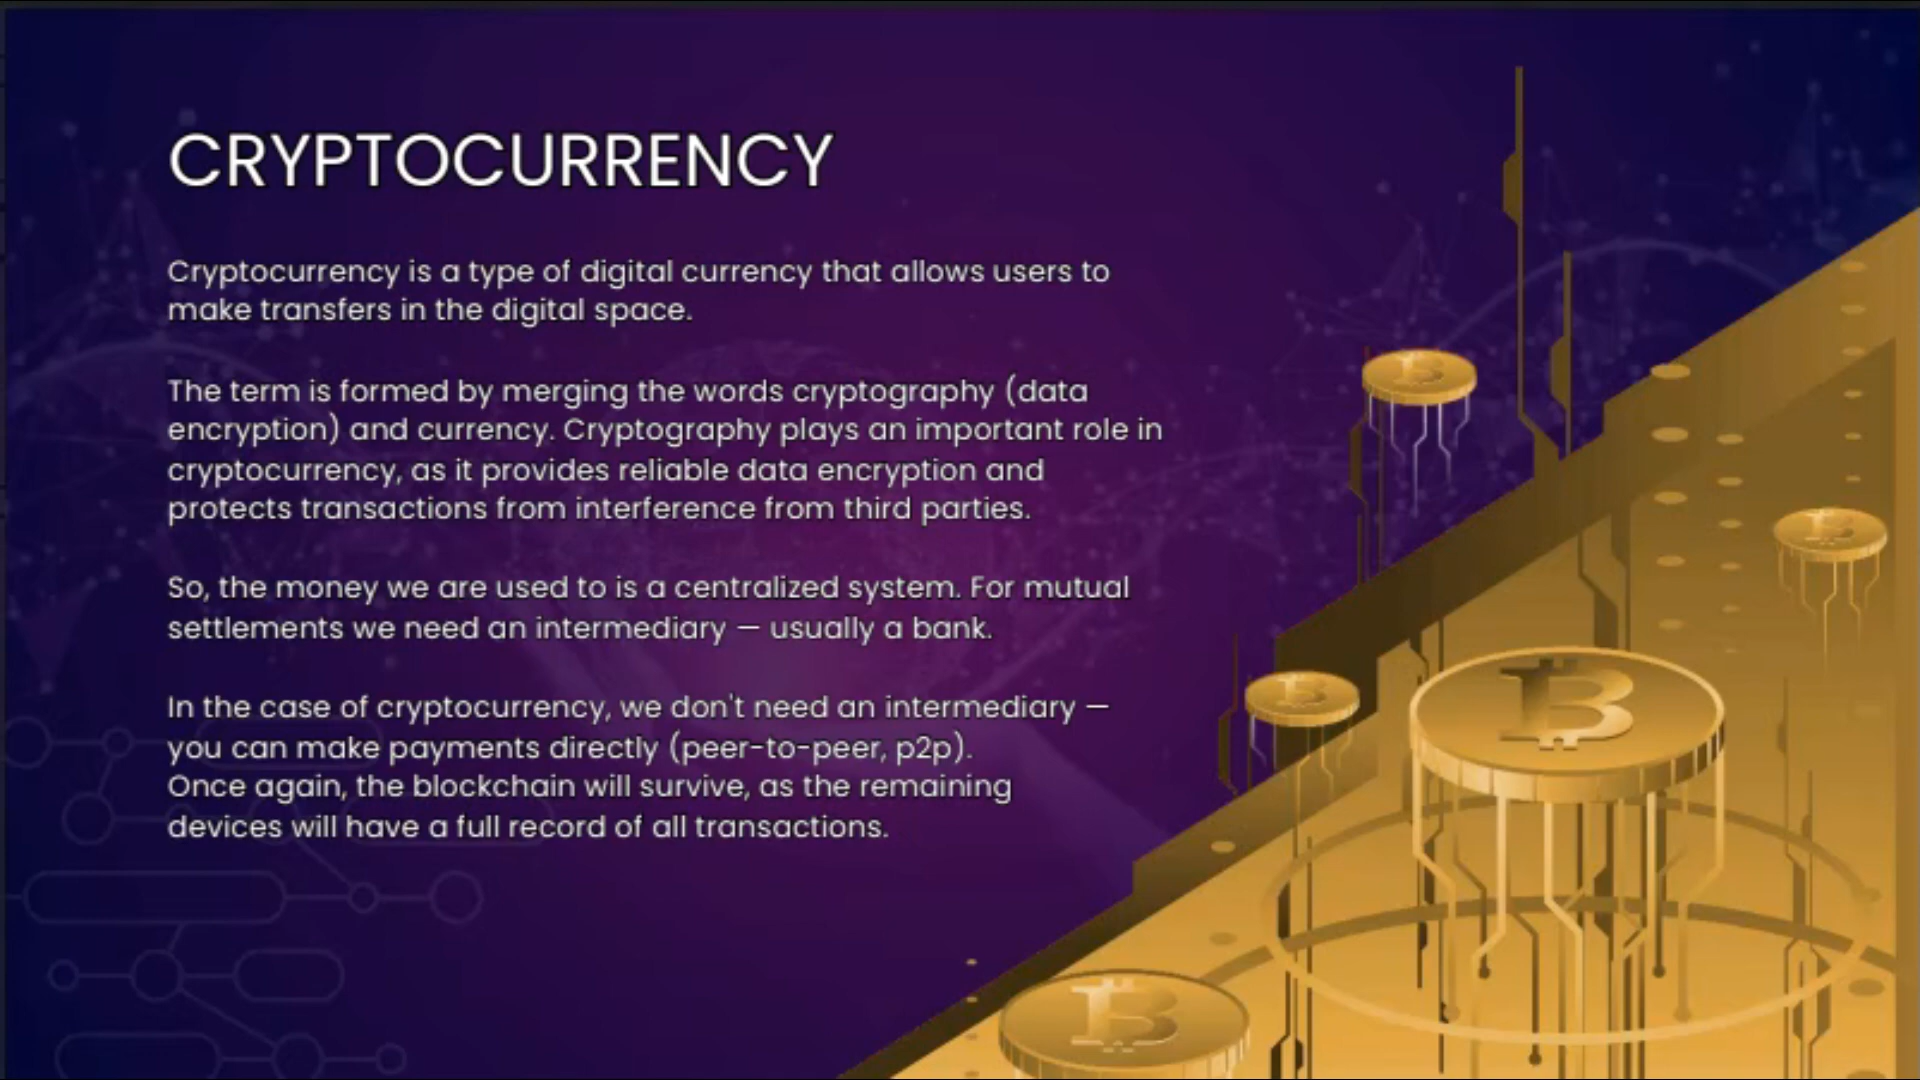 CRYPTOCURRENCY
Cryptocurrency is a type of digital currency that allows users to
make transfers in the digital space.
The term is formed by merging the words cryptography (data
encryption) and currency. Cryptography plays an important role in
cryptocurrency, as it provides reliable data encryption and
protects transactions from interference from third parties.
So, the money we are used to is a centralized system. For mutual
settlements we need an intermediary — usually a bank.
In the case of cryptocurrency, we don't need an intermediary —
you can make payments directly (peer-to-peer, p2p).
Once again, the blockchain will survive, as the remaining
devices will have a full record of all transactions.